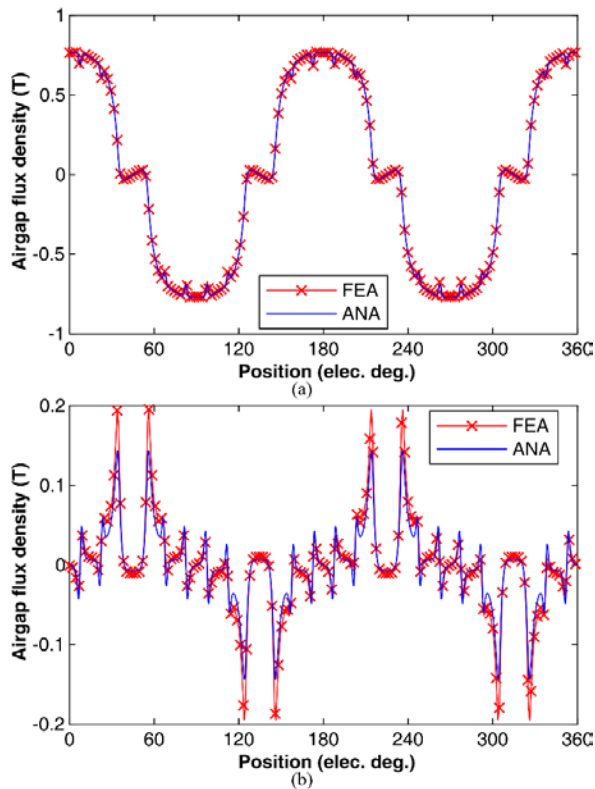 1
0.5
0
-0.5
-1
Airgap flux density (T)
FEA
ANA
0 60 120 180 240 300 360
Position (elec. deg.)
(a)
0.2
0.1
0
-0.1
-0.2
Airgap flux density (T)
FEA
ANA
0 60 120 180 240 300 360
Position (elec. deg.)
(b)